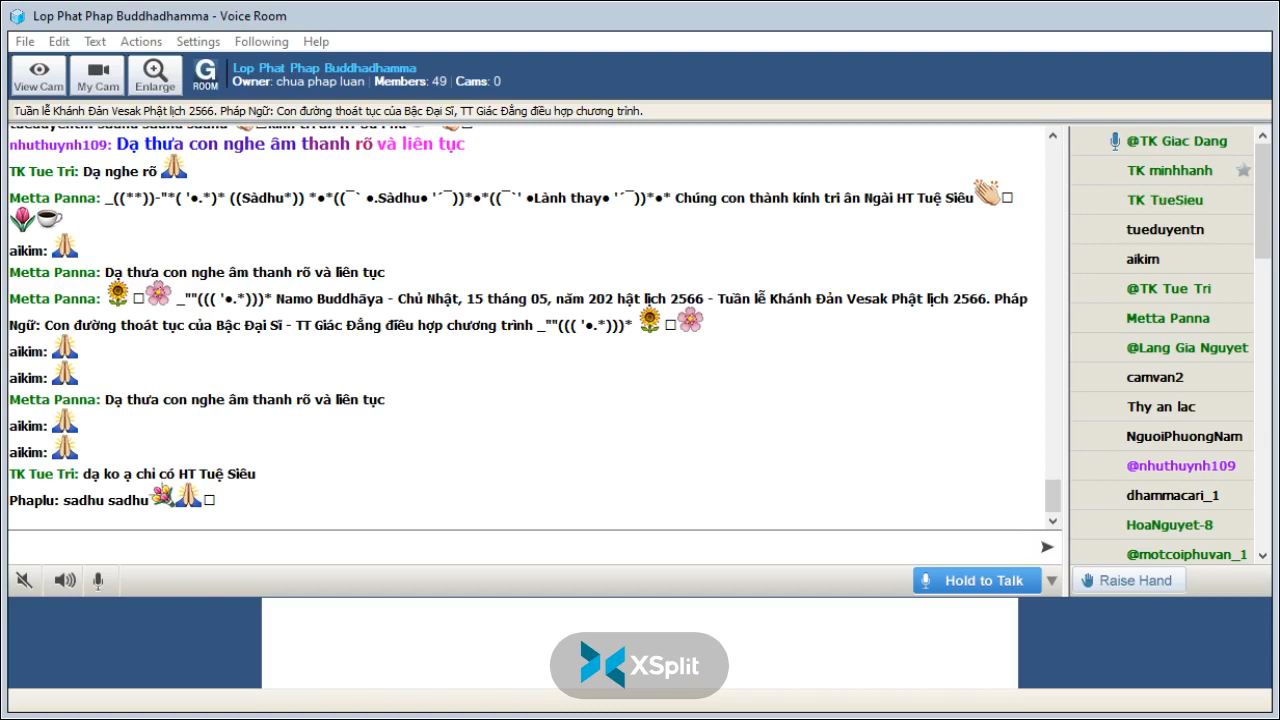 Lop Phat Phap Buddhadhamma - Voice Room
File Edit Text Actions Settings Following Help
View Cam My Cam Enlarge G ROOM
Lop Phat Phap Buddhadhamma
Owner: chua phap luan | Members: 49 | Cams: 0
Tuần lễ Khánh Đản Vesak Phật lịch 2566. Pháp Ngữ: Con đường thoát tục của Bậc Đại Sĩ, TT Giác Đẳng điều hợp chương trình.
nhuthuynh109: Dạ thưa con nghe âm thanh rõ và liên tục
TK Tue Tri: Dạ nghe rõ
Metta Panna: _((**))-"*( '●.*)* ((Sàdhu*)) *●*((¯` ●.Sàdhu● '´¯))*●*((¯`' ●Lành thay●'´¯))*●* Chúng con thành kính tri ân Ngài HT Tuệ Siêu
aikim:
Metta Panna: Dạ thưa con nghe âm thanh rõ và liên tục
Metta Panna: _""((( '●.*)))* Namo Buddhāya - Chủ Nhật, 15 tháng 05, năm 202 hật lịch 2566 - Tuần lễ Khánh Đản Vesak Phật lịch 2566. Pháp
Ngữ: Con đường thoát tục của Bậc Đại Sĩ - TT Giác Đẳng điều hợp chương trình _""((( '●.*)))*
aikim:
aikim:
Metta Panna: Dạ thưa con nghe âm thanh rõ và liên tục
aikim:
aikim:
TK Tue Tri: dạ ko ạ chỉ có HT Tuệ Siêu
Phaplu: sadhu sadhu
Hold to Talk
@TK Giac Dang
TK minhhanh
TK TueSieu
tueduyentn
aikim
@TK Tue Tri
Metta Panna
@Lang Gia Nguyet
camvan2
Thy an lac
NguoiPhuongNam
@nhuthuynh109
dhammacari_1
HoaNguyet-8
@motcoiphuvan_1
Raise Hand
XSplit